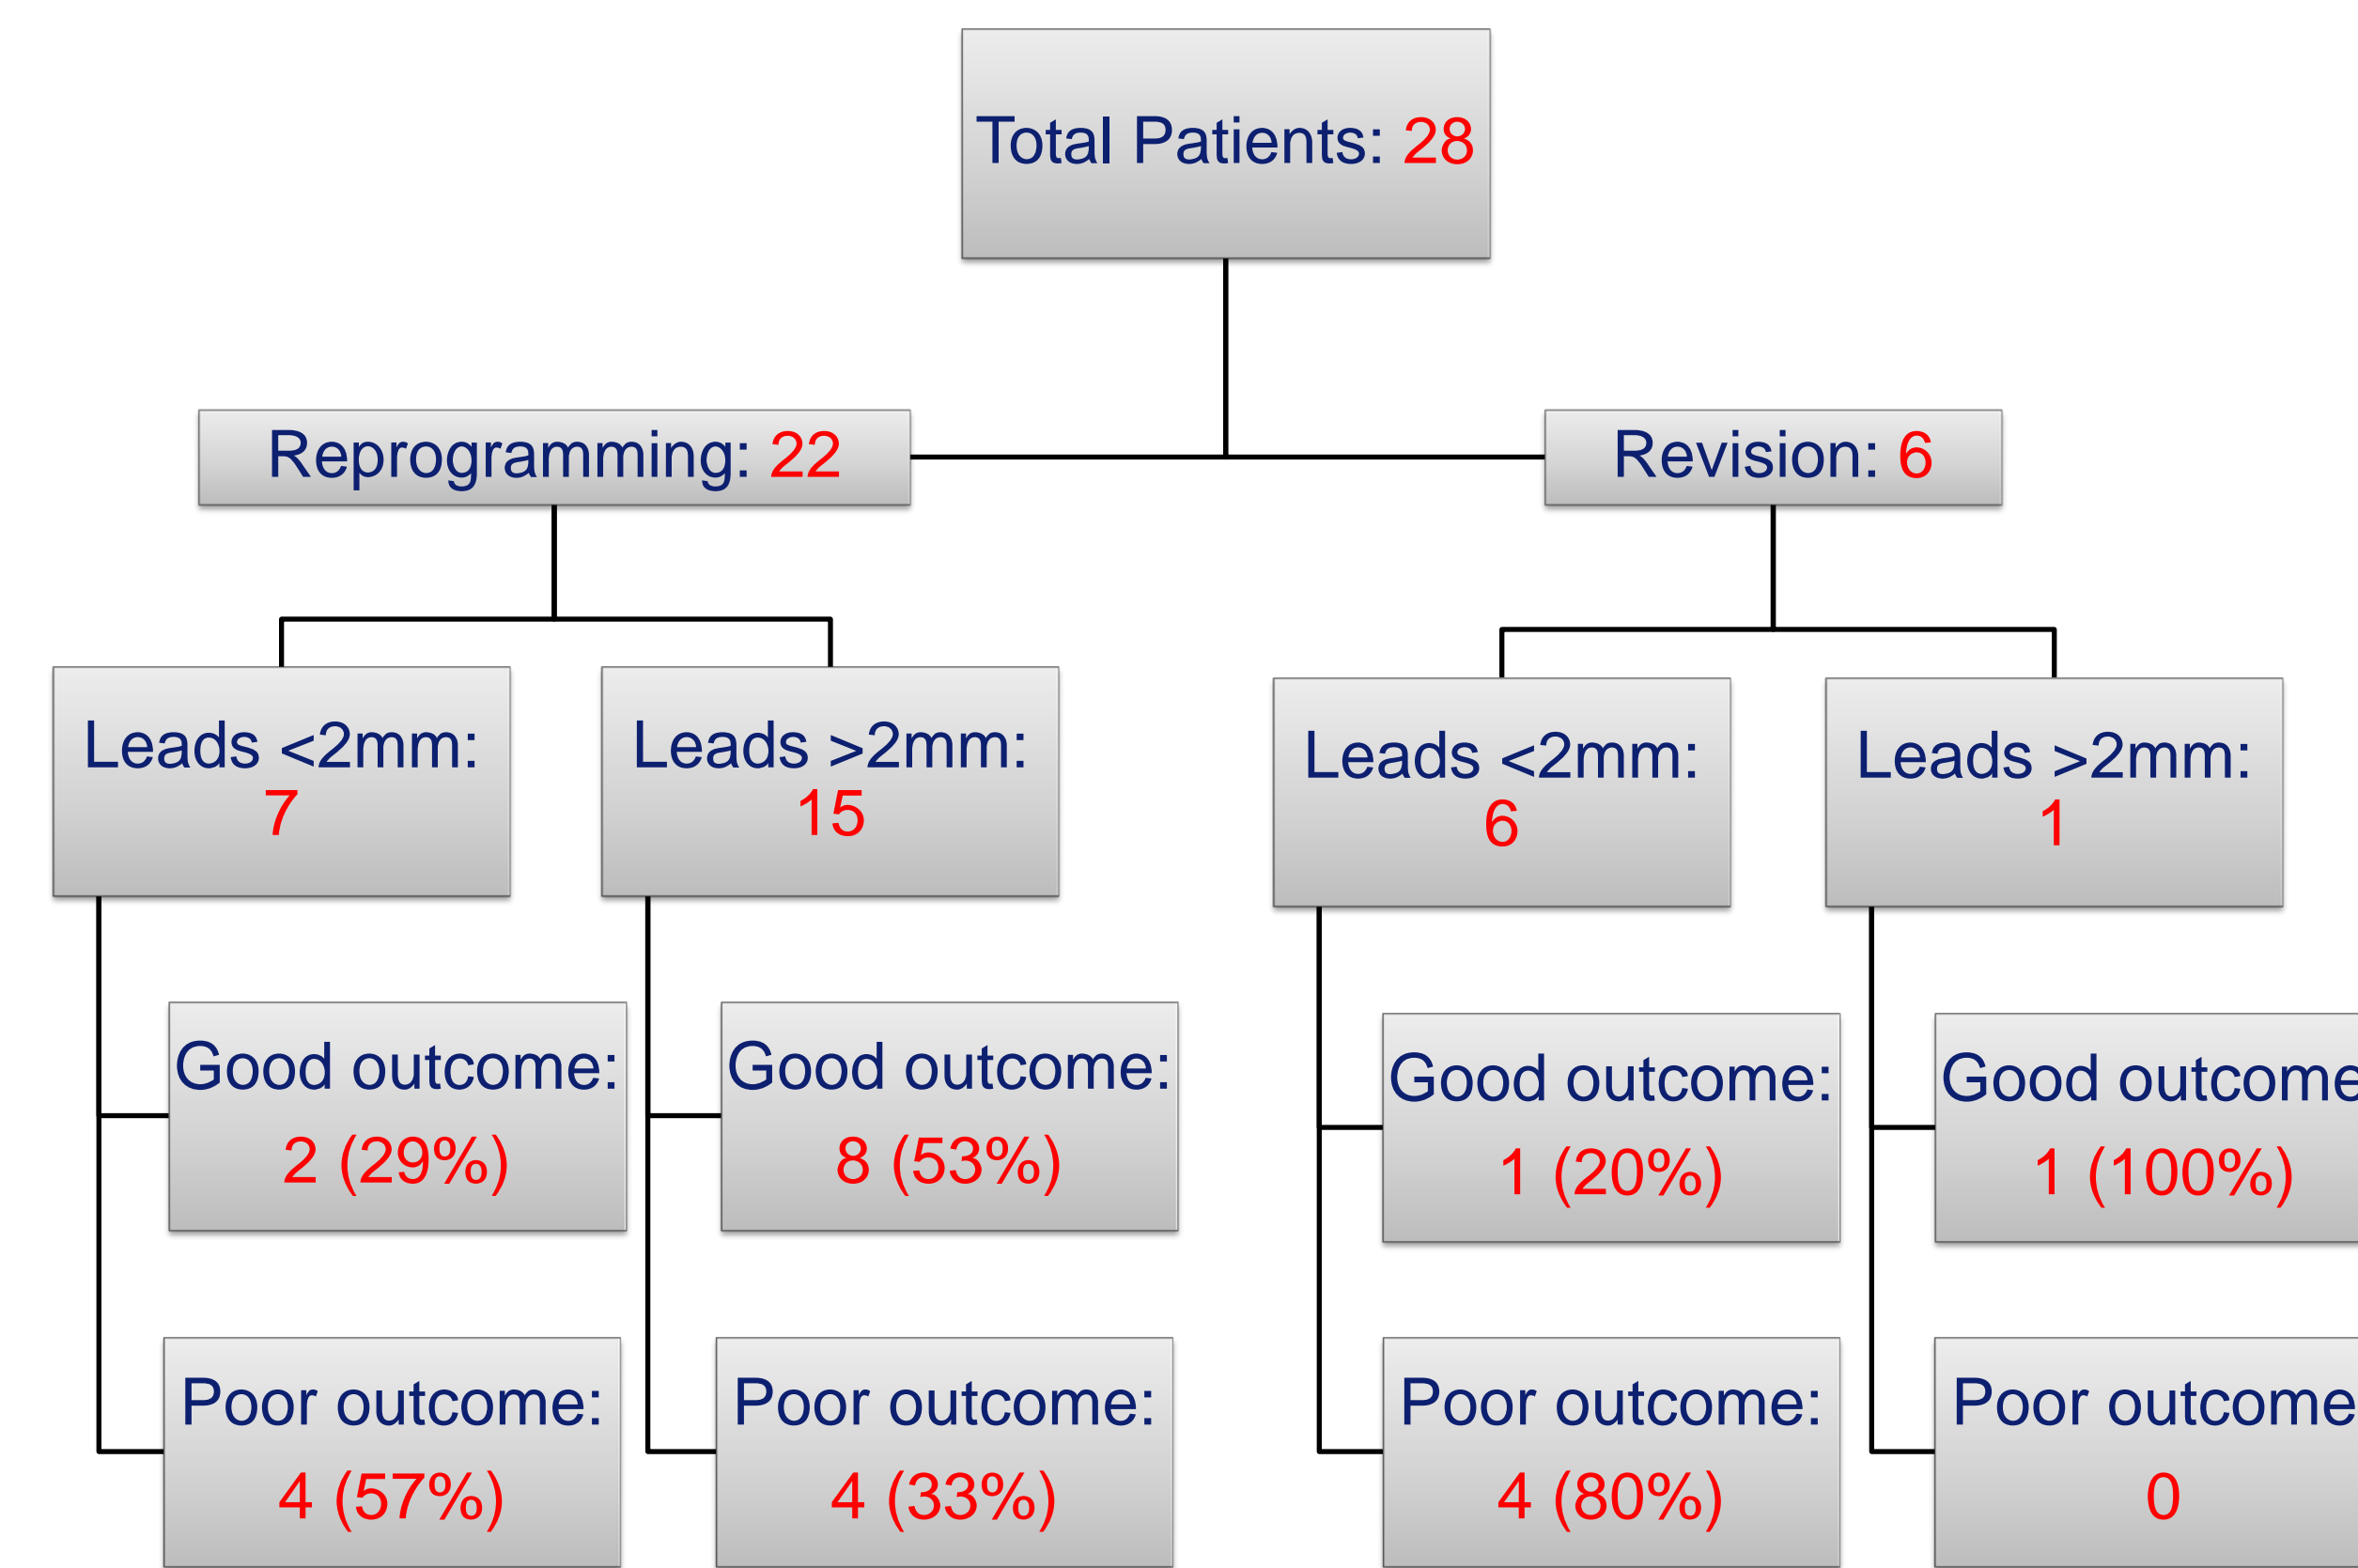 Total Patients: 28
Reprogramming: 22
Revision: 6
Leads <2mm:
7
Leads >2mm:
15
Leads <2mm:
6
Leads >2mm:
1
Good outcome:
2 (29%)
Good outcome:
8 (53%)
Good outcome:
1 (20%)
Good outcome
1 (100%)
Poor outcome:
4 (57%)
Poor outcome:
4 (33%)
Poor outcome:
4 (80%)
Poor outcome
0